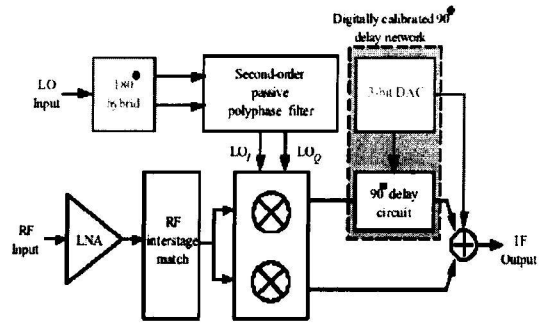 Digitally calibrated 90°
delay network
LO
Input
180°
hybrid
Second-order
passive
polyphase filter
3-bit DAC
LO_I
LO_Q
RF
Input
LNA
RF
interstage
match
90° delay
circuit
IF
Output